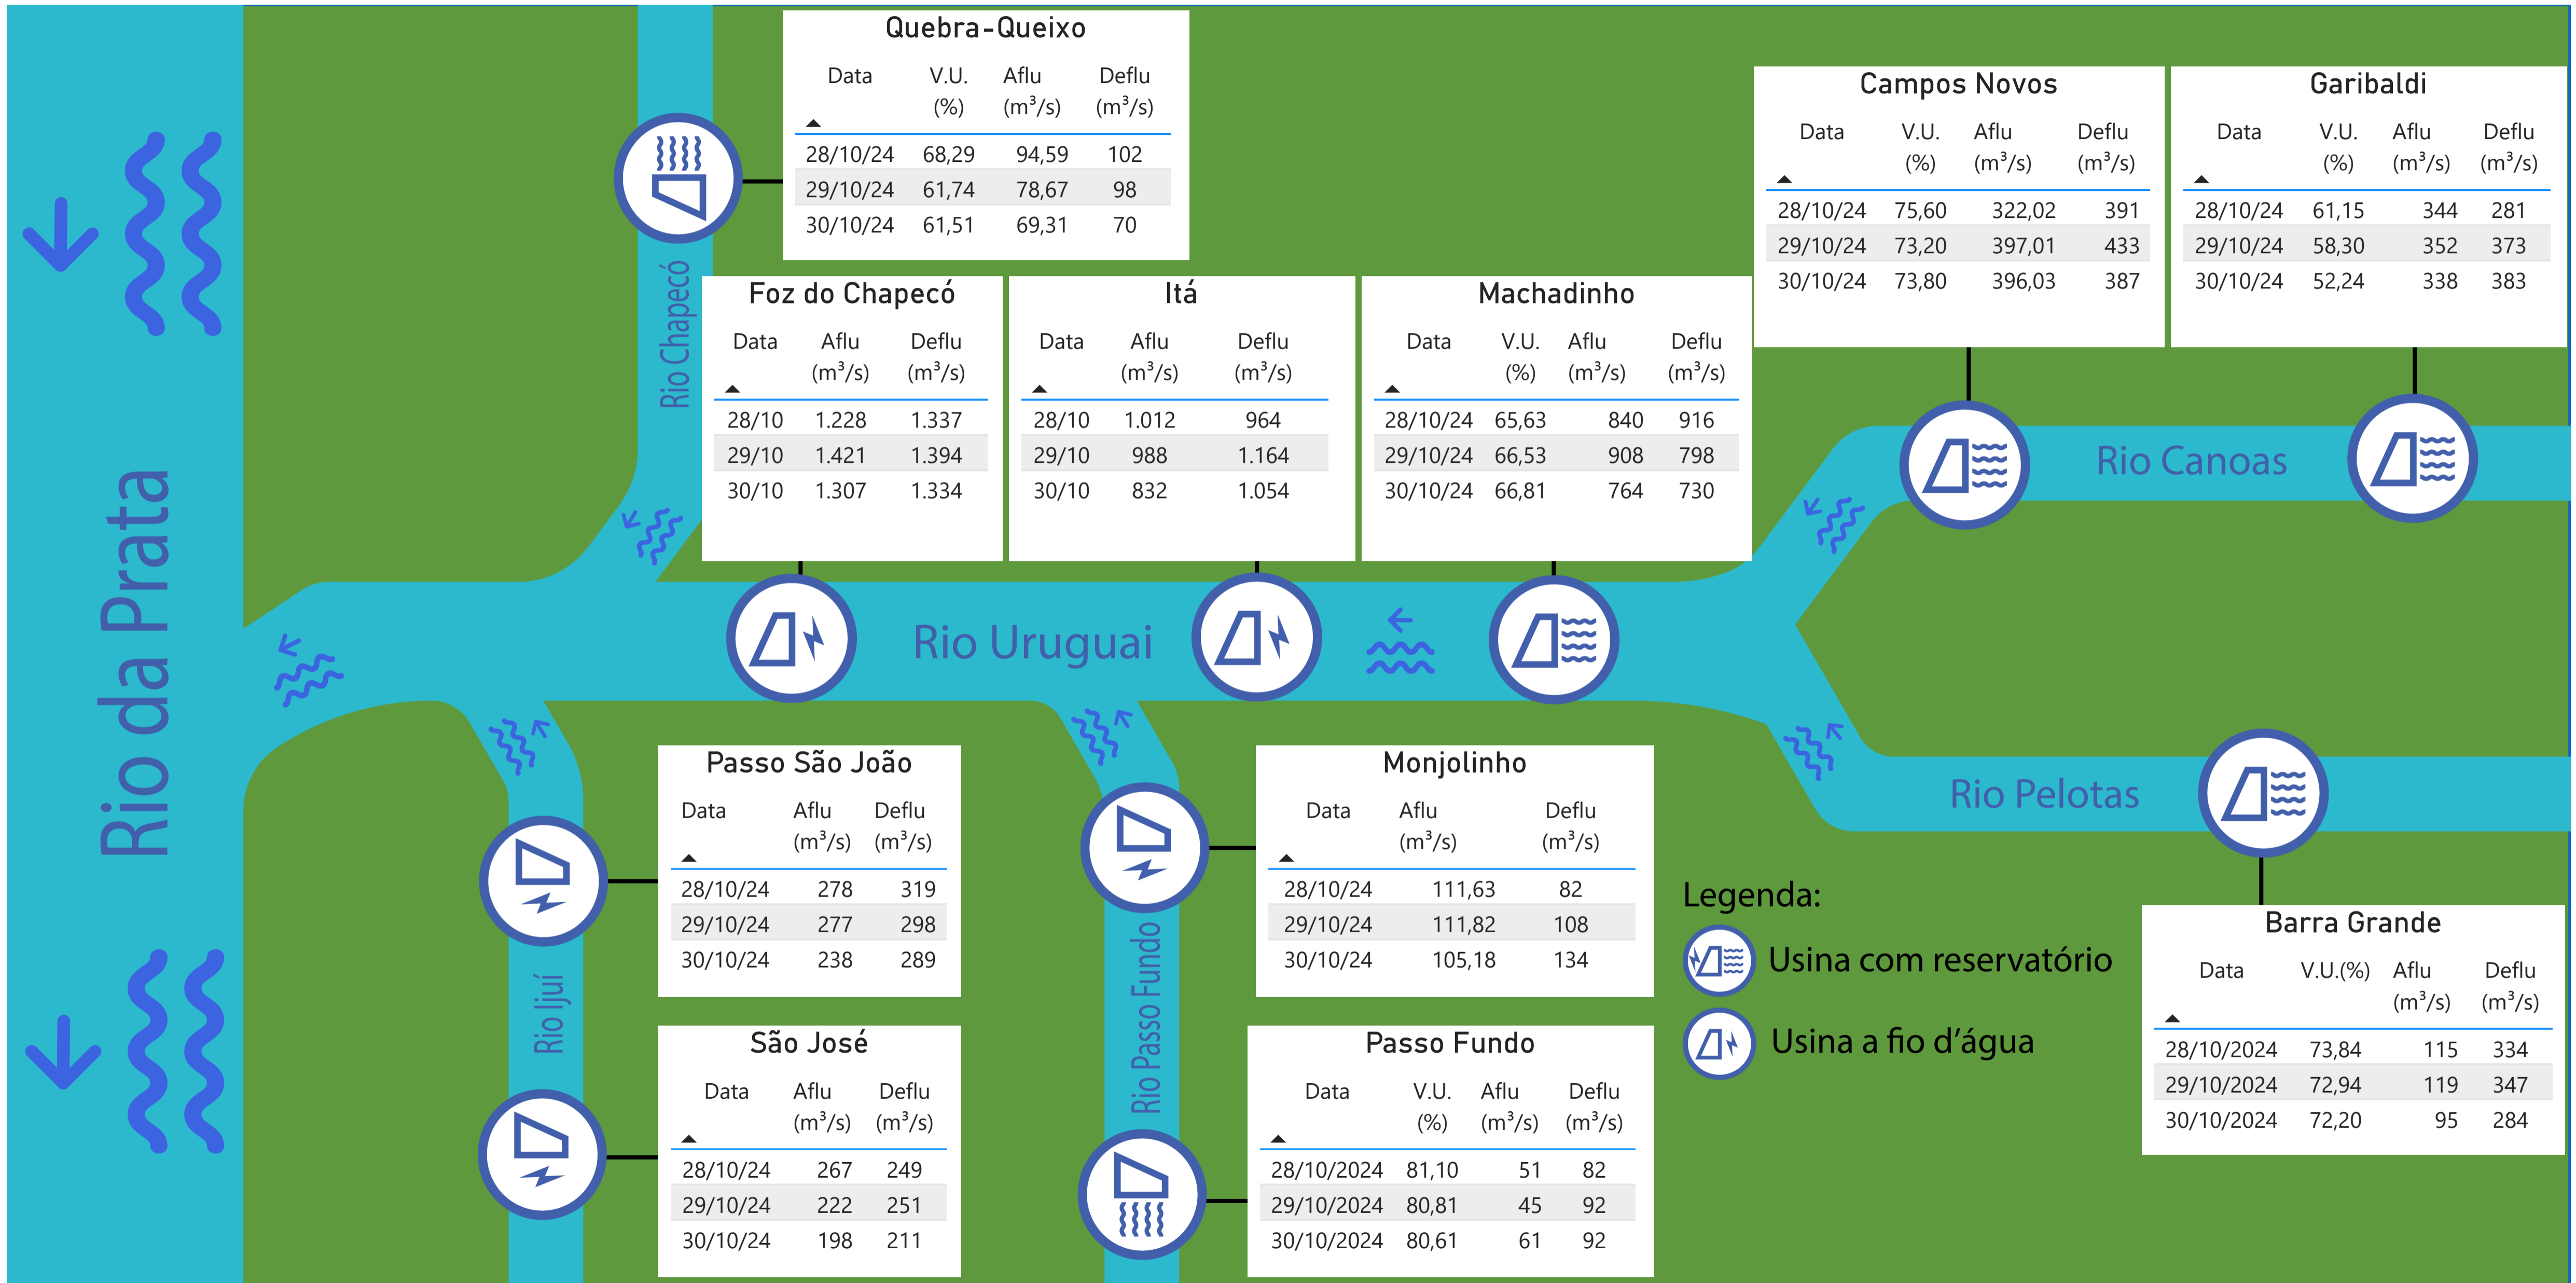 Quebra-Queixo
Data V.U. (%) Aflu (m³/s) Deflu (m³/s)
28/10/24 68,29 94,59 102
29/10/24 61,74 78,67 98
30/10/24 61,51 69,31 70
Campos Novos
Data V.U. (%) Aflu (m³/s) Deflu (m³/s)
28/10/24 75,60 322,02 391
29/10/24 73,20 397,01 433
30/10/24 73,80 396,03 387
Garibaldi
Data V.U. (%) Aflu (m³/s) Deflu (m³/s)
28/10/24 61,15 344 281
29/10/24 58,30 352 373
30/10/24 52,24 338 383
Rio Chapecó
Foz do Chapecó
Data Aflu (m³/s) Deflu (m³/s)
28/10 1.228 1.337
29/10 1.421 1.394
30/10 1.307 1.334
Itá
Data Aflu (m³/s) Deflu (m³/s)
28/10 1.012 964
29/10 988 1.164
30/10 832 1.054
Machadinho
Data V.U. (%) Aflu (m³/s) Deflu (m³/s)
28/10/24 65,63 840 916
29/10/24 66,53 908 798
30/10/24 66,81 764 730
Rio Canoas
Rio da Prata
Rio Uruguai
Rio Pelotas
Passo São João
Data Aflu (m³/s) Deflu (m³/s)
28/10/24 278 319
29/10/24 277 298
30/10/24 238 289
Monjolinho
Data Aflu (m³/s) Deflu (m³/s)
28/10/24 111,63 82
29/10/24 111,82 108
30/10/24 105,18 134
Legenda:
Usina com reservatório
Usina a fio d'água
Barra Grande
Data V.U.(%) Aflu (m³/s) Deflu (m³/s)
28/10/2024 73,84 115 334
29/10/2024 72,94 119 347
30/10/2024 72,20 95 284
Rio Ijuí
São José
Data Aflu (m³/s) Deflu (m³/s)
28/10/24 267 249
29/10/24 222 251
30/10/24 198 211
Rio Passo Fundo
Passo Fundo
Data V.U. (%) Aflu (m³/s) Deflu (m³/s)
28/10/2024 81,10 51 82
29/10/2024 80,81 45 92
30/10/2024 80,61 61 92